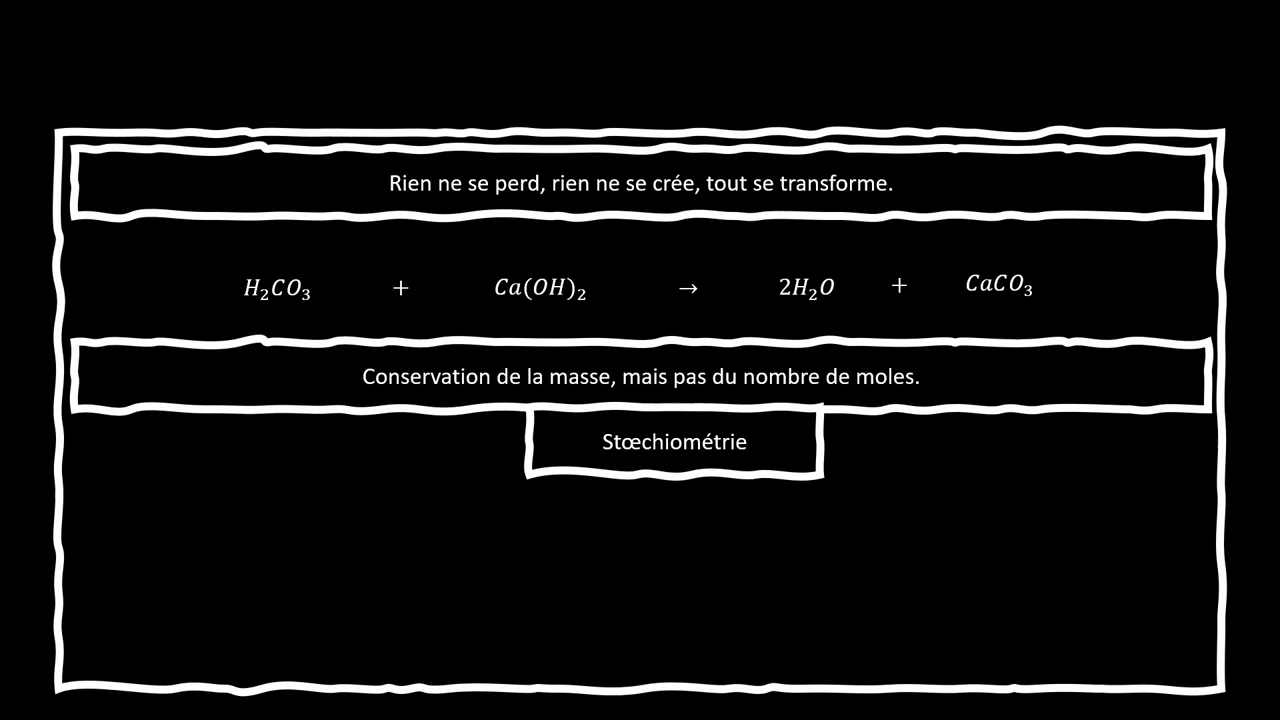 Rien ne se perd, rien ne se crée, tout se transforme.
H₂CO₃ + Ca(OH)₂ → 2H₂O + CaCO₃
Conservation de la masse, mais pas du nombre de moles.
Stœchiométrie